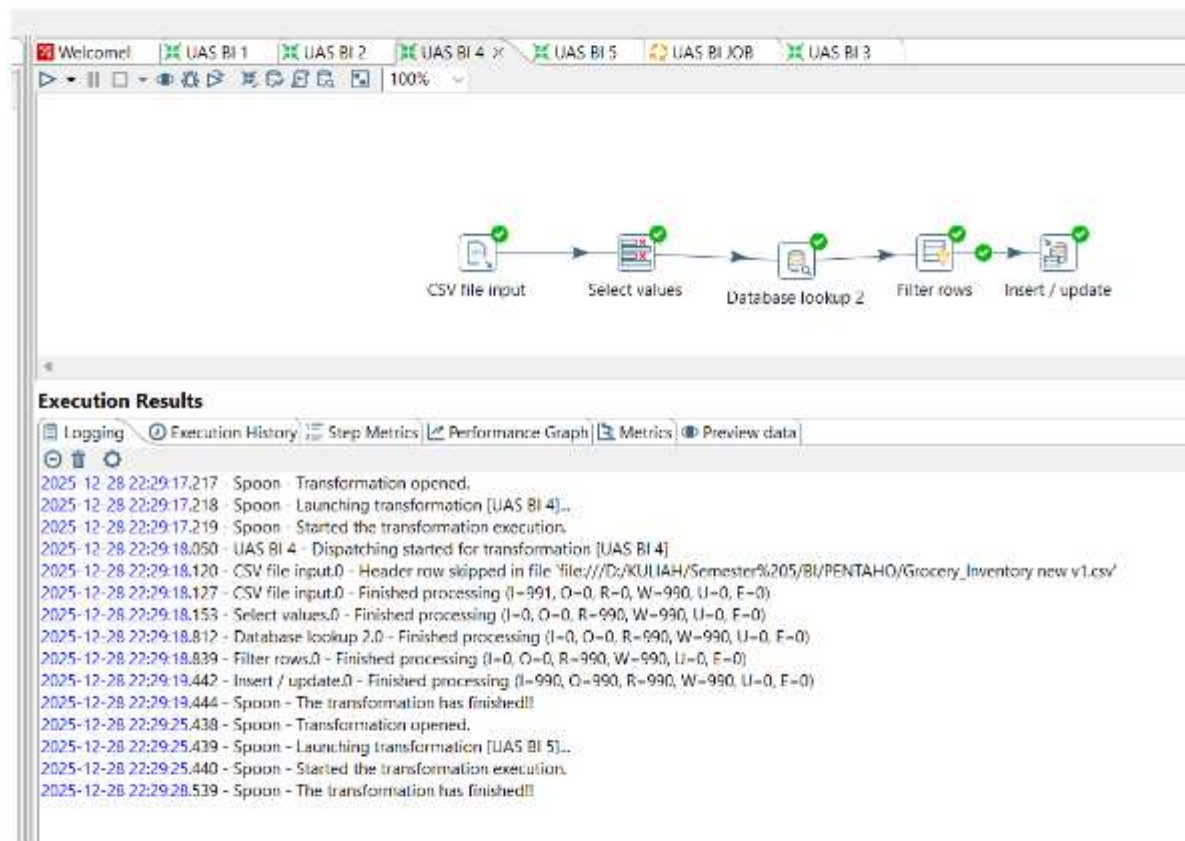 Welcome! UAS BI 1 UAS BI 2 UAS BI 4 UAS BI 5 UAS BI JOB UAS BI 3
100%
CSV file input Select values Database lookup 2 Filter rows Insert / update
Execution Results
Logging Execution History Step Metrics Performance Graph Metrics Preview data
2025-12-28 22:29:17.217 - Spoon - Transformation opened.
2025-12-28 22:29:17.218 - Spoon - Launching transformation [UAS BI 4]...
2025-12-28 22:29:17.219 - Spoon - Started the transformation execution.
2025-12-28 22:29:18.050 - UAS BI 4 - Dispatching started for transformation [UAS BI 4]
2025-12-28 22:29:18.120 - CSV file input.0 - Header row skipped in file 'file:///D:/KULIAH/Semester%205/BI/PENTAHO/Grocery_Inventory new v1.csv'
2025-12-28 22:29:18.127 - CSV file input.0 - Finished processing (I=991, O=0, R=0, W=990, U=0, E=0)
2025-12-28 22:29:18.153 - Select values.0 - Finished processing (I=0, O=0, R=990, W=990, U=0, E=0)
2025-12-28 22:29:18.812 - Database lookup 2.0 - Finished processing (I=0, O=0, R=990, W=990, U=0, E=0)
2025-12-28 22:29:18.839 - Filter rows.0 - Finished processing (I=0, O=0, R=990, W=990, U=0, E=0)
2025-12-28 22:29:19.442 - Insert / update.0 - Finished processing (I=990, O=990, R=990, W=990, U=0, E=0)
2025-12-28 22:29:19.444 - Spoon - The transformation has finished!!
2025-12-28 22:29:25.438 - Spoon - Transformation opened.
2025-12-28 22:29:25.439 - Spoon - Launching transformation [UAS BI 5]...
2025-12-28 22:29:25.440 - Spoon - Started the transformation execution.
2025-12-28 22:29:28.539 - Spoon - The transformation has finished!!